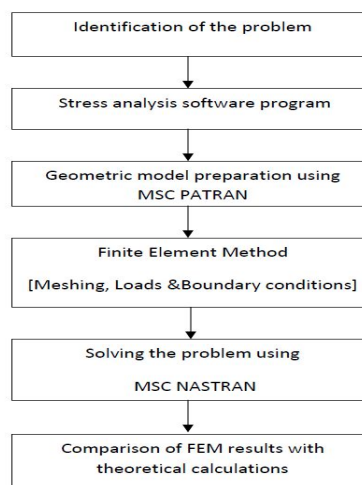 Identification of the problem
Stress analysis software program
Geometric model preparation using
MSC PATRAN
Finite Element Method
[Meshing, Loads &Boundary conditions]
Solving the problem using
MSC NASTRAN
Comparison of FEM results with
theoretical calculations